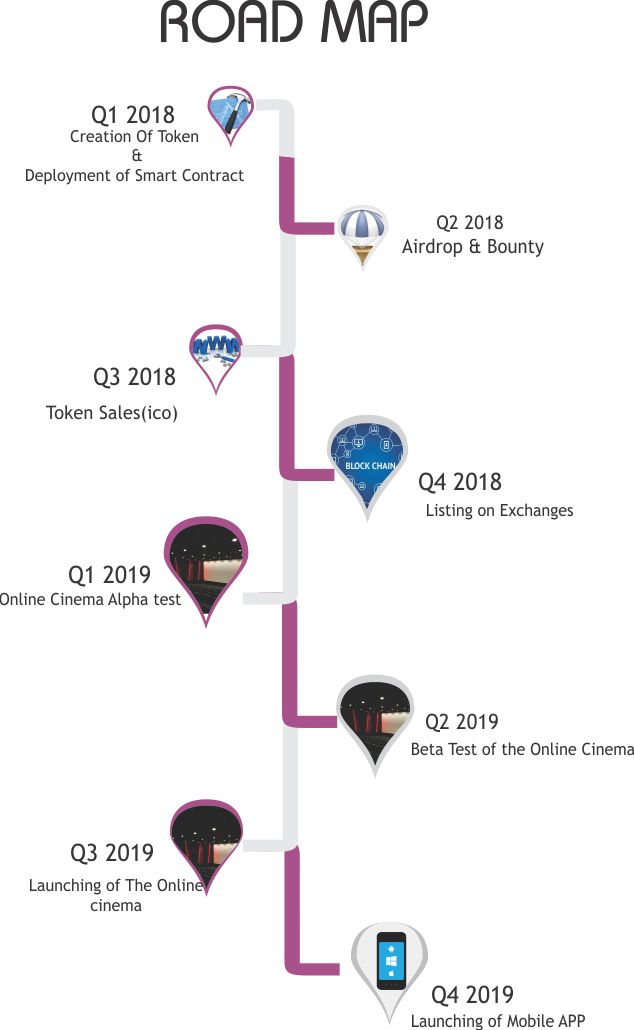 ROAD MAP
Q1 2018
Creation Of Token
&
Deployment of Smart Contract
Q2 2018
Airdrop & Bounty
WWW
Q3 2018
Token Sales(ico)
BLOCK CHAIN
Q4 2018
Listing on Exchanges
Q1 2019
Online Cinema Alpha test
Q2 2019
Beta Test of the Online Cinema
Q3 2019
Launching of The Online
cinema
Q4 2019
Launching of Mobile APP